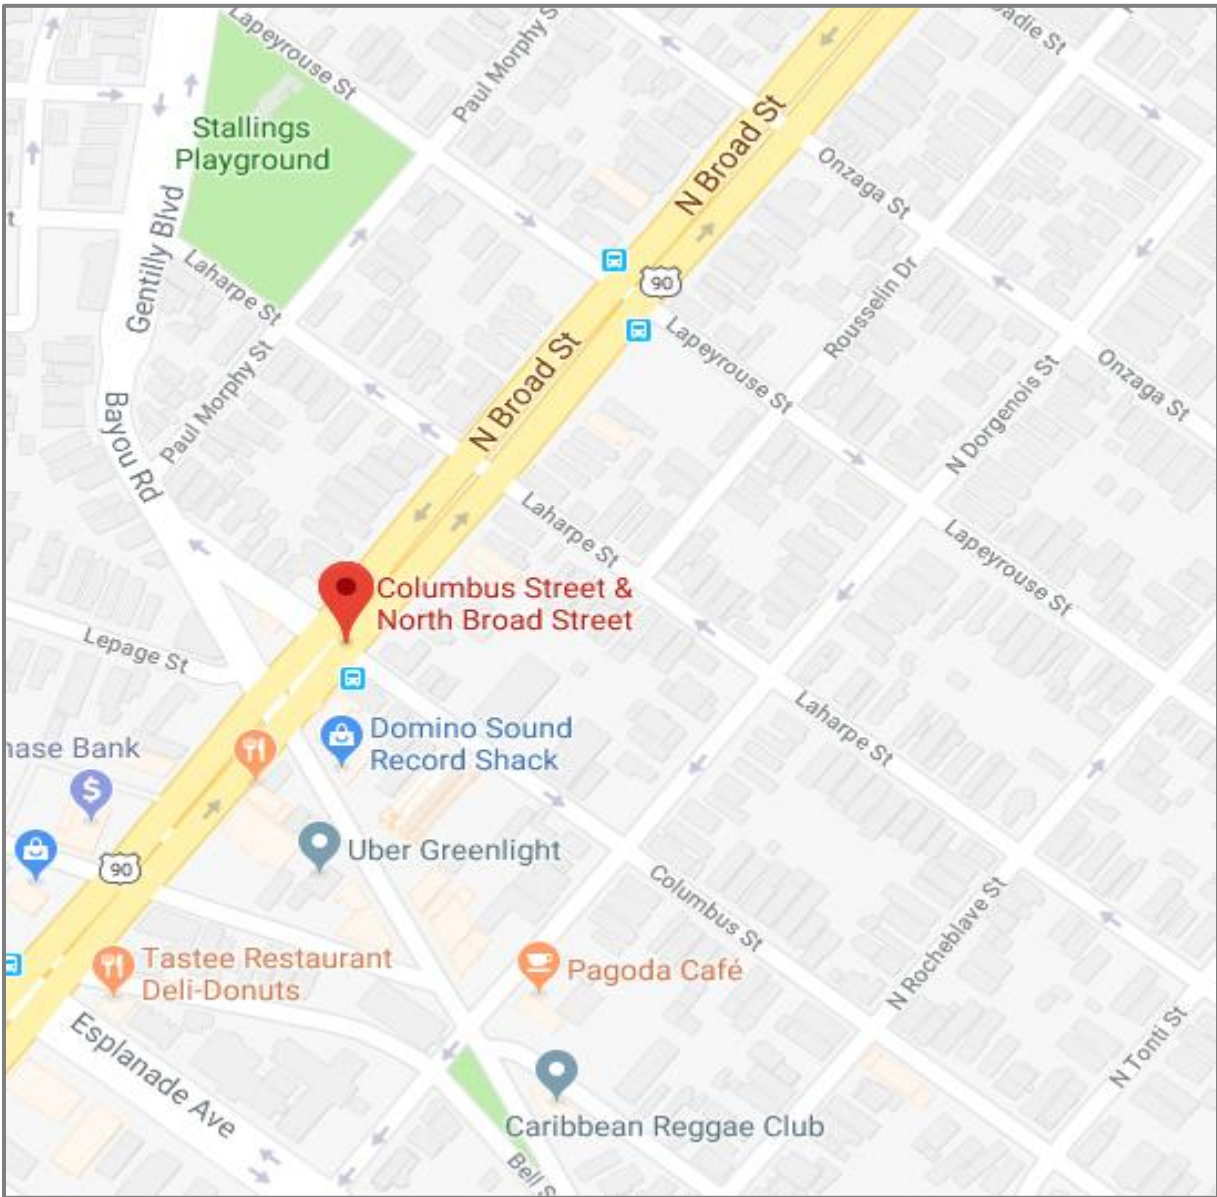 Lapeyrouse St
Paul Morphy S
adie St
Stallings
Playground
N Broad St
Onzaga St
Gentilly Blvd
Laharpe St
90
Rousselin Dr
Lapeyrouse St
Paul Morphy St
N Broad St
N Dorgenois St
Onzaga St
Bayou Rd
Laharpe St
Lapeyrouse St
Columbus Street &
North Broad Street
Lepage St
Domino Sound
Record Shack
Laharpe St
hase Bank
$
Uber Greenlight
90
Columbus St
N Rocheblave St
Tastee Restaurant
Deli-Donuts
Pagoda Café
N Tonti St
Esplanade Ave
Caribbean Reggae Club
Bell S